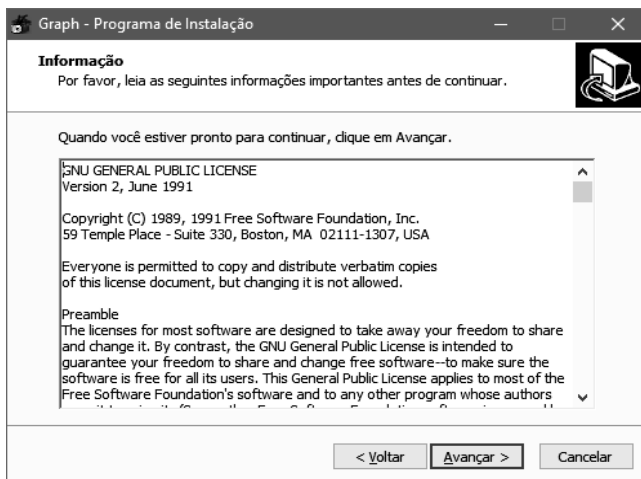 Graph - Programa de Instalação
Informação
Por favor, leia as seguintes informações importantes antes de continuar.
Quando você estiver pronto para continuar, clique em Avançar.
GNU GENERAL PUBLIC LICENSE
Version 2, June 1991
Copyright (C) 1989, 1991 Free Software Foundation, Inc.
59 Temple Place - Suite 330, Boston, MA  02111-1307, USA
Everyone is permitted to copy and distribute verbatim copies
of this license document, but changing it is not allowed.
Preamble
The licenses for most software are designed to take away your freedom to share
and change it. By contrast, the GNU General Public License is intended to
guarantee your freedom to share and change free software--to make sure the
software is free for all its users. This General Public License applies to most of the
Free Software Foundation's software and to any other program whose authors
< Voltar
Avançar >
Cancelar